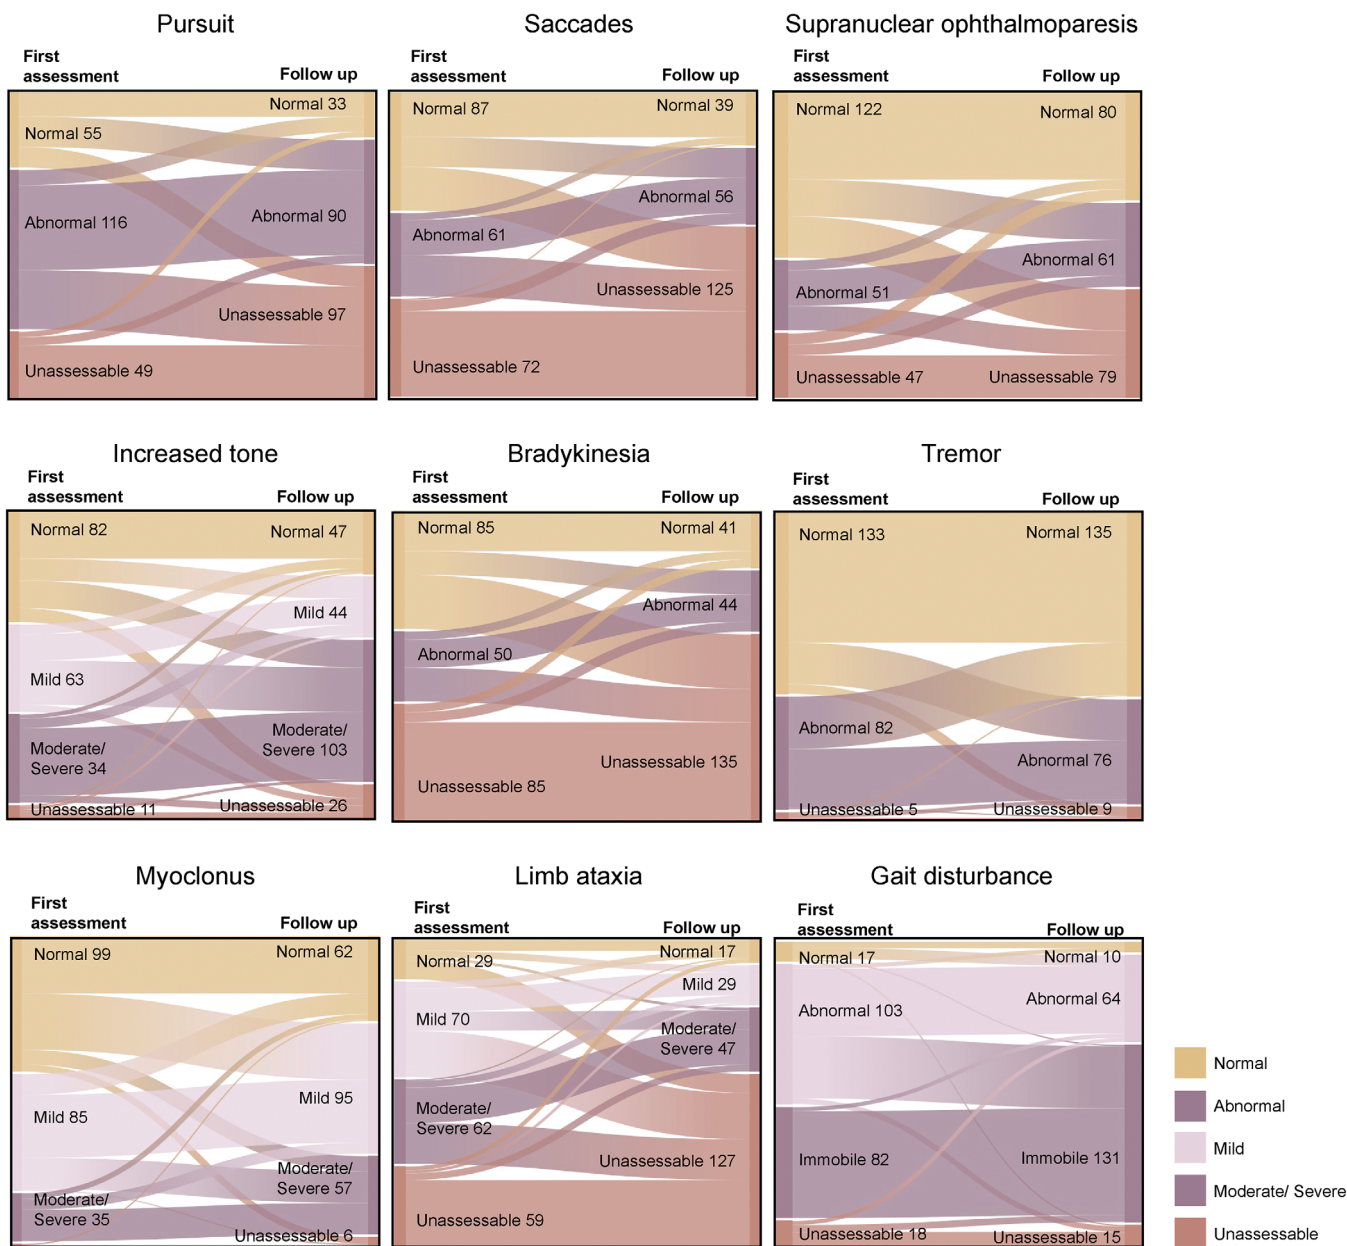 Pursuit
First
assessment
Follow up
Normal 55
Normal 33
Abnormal 116
Abnormal 90
Unassessable 49
Unassessable 97
Saccades
First
assessment
Follow up
Normal 87
Normal 39
Abnormal 61
Abnormal 56
Unassessable 72
Unassessable 125
Supranuclear ophthalmoparesis
First
assessment
Follow up
Normal 122
Normal 80
Abnormal 51
Abnormal 61
Unassessable 47
Unassessable 79
Increased tone
First
assessment
Follow up
Normal 82
Normal 47
Mild 63
Mild 44
Moderate/
Severe 34
Moderate/
Severe 103
Unassessable 11
Unassessable 26
Bradykinesia
First
assessment
Follow up
Normal 85
Normal 41
Abnormal 50
Abnormal 44
Unassessable 85
Unassessable 135
Tremor
First
assessment
Follow up
Normal 133
Normal 135
Abnormal 82
Abnormal 76
Unassessable 5
Unassessable 9
Myoclonus
First
assessment
Follow up
Normal 99
Normal 62
Mild 85
Mild 95
Moderate/
Severe 35
Moderate/
Severe 57
Unassessable 6
Limb ataxia
First
assessment
Follow up
Normal 29
Normal 17
Mild 70
Mild 29
Moderate/
Severe 62
Moderate/
Severe 47
Unassessable 59
Unassessable 127
Gait disturbance
First
assessment
Follow up
Normal 17
Normal 10
Abnormal 103
Abnormal 64
Immobile 82
Immobile 131
Unassessable 18
Unassessable 15
Normal
Abnormal
Mild
Moderate/ Severe
Unassessable